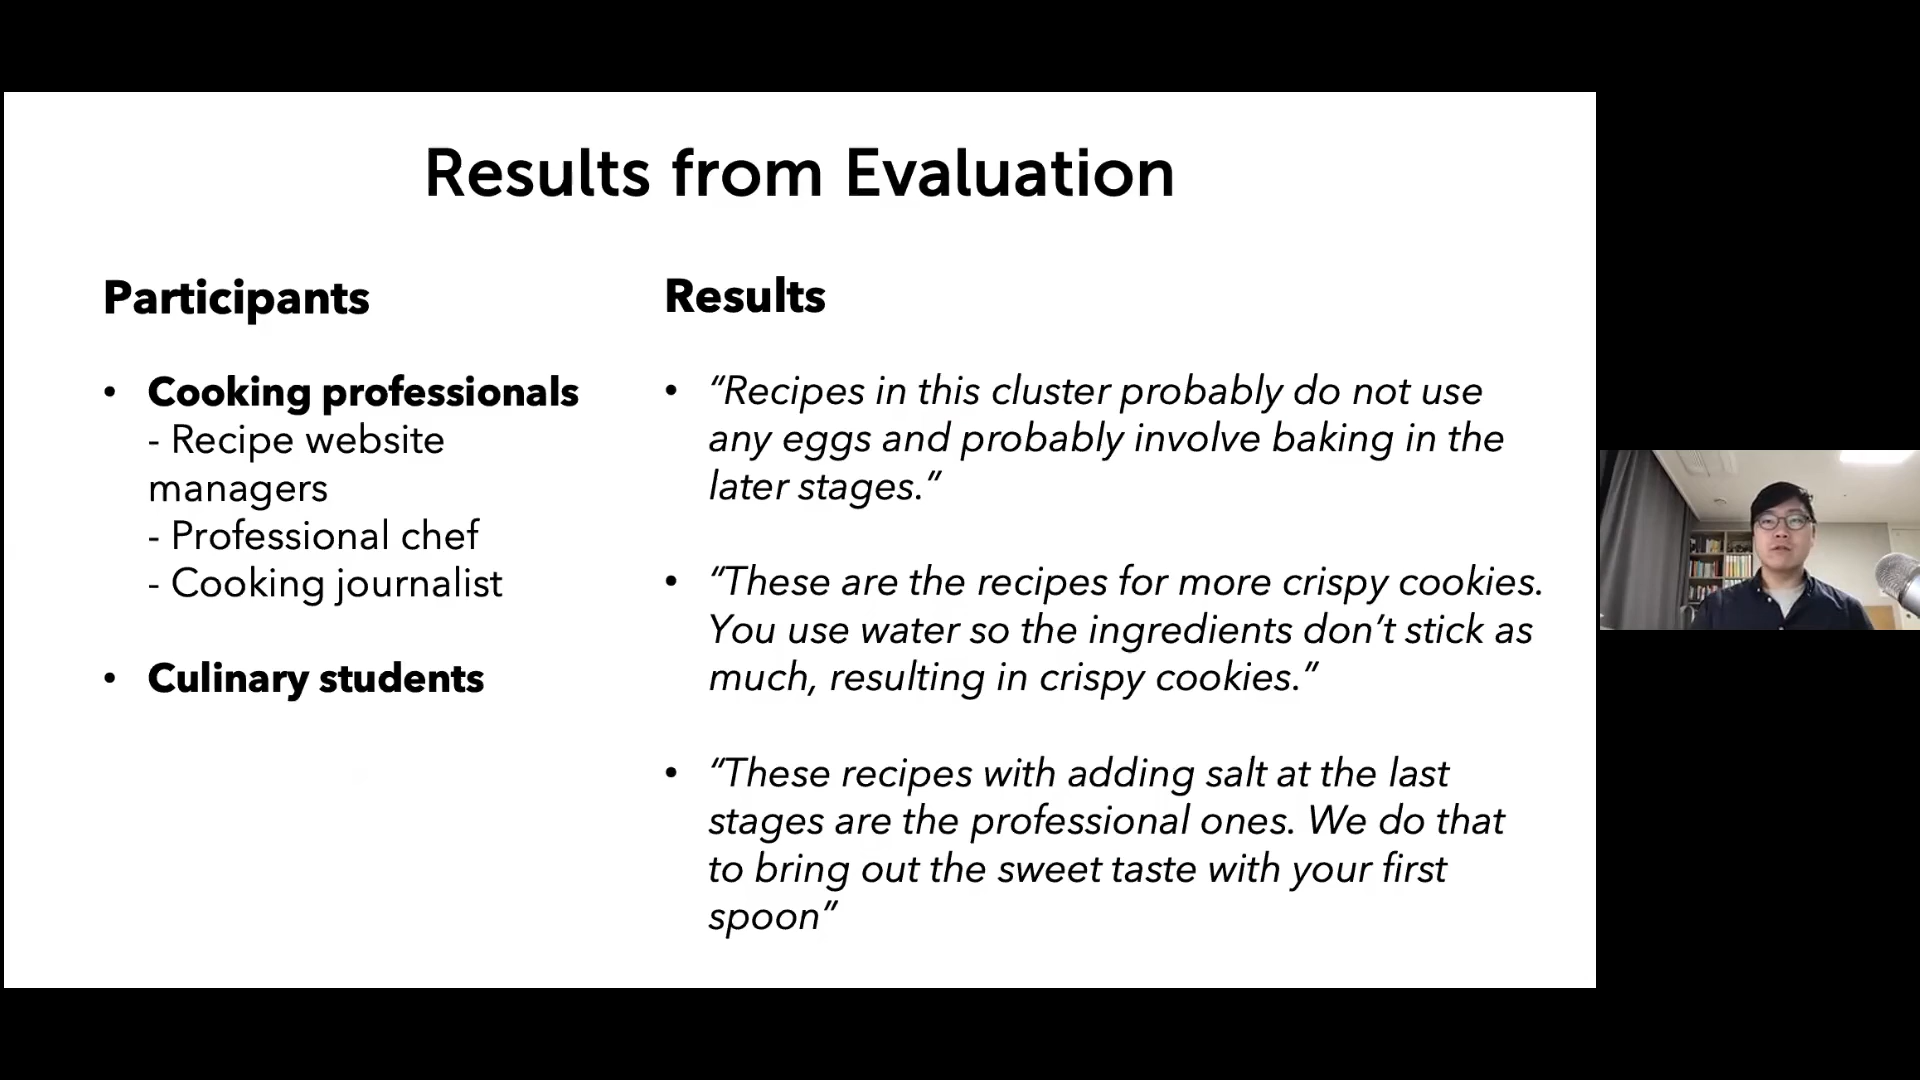 Results from Evaluation
Participants
• Cooking professionals
- Recipe website
managers
- Professional chef
- Cooking journalist
• Culinary students
Results
• “Recipes in this cluster probably do not use
any eggs and probably involve baking in the
later stages.”
• “These are the recipes for more crispy cookies.
You use water so the ingredients don’t stick as
much, resulting in crispy cookies.”
• “These recipes with adding salt at the last
stages are the professional ones. We do that
to bring out the sweet taste with your first
spoon”